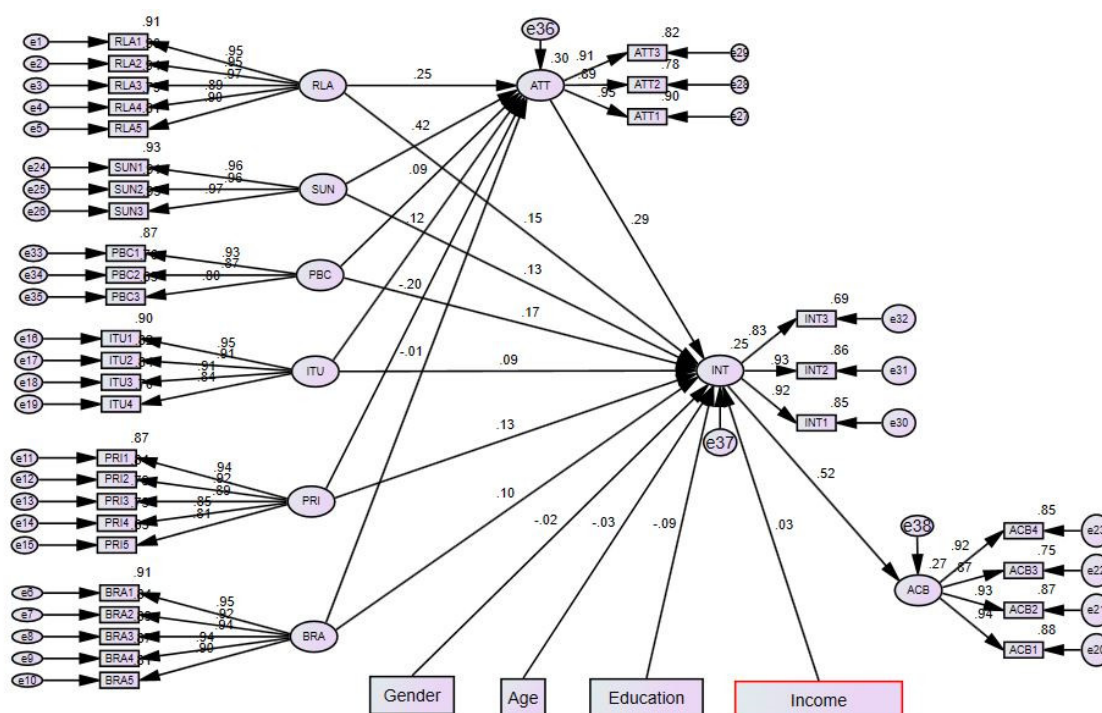 .91
e1 RLA1
e2 RLA2
e3 RLA3
e4 RLA4
e5 RLA5
.95
.95
.97
.89
.90
RLA
.25
e36
.30
ATT
.91
.89
.95
.82
ATT3 e29
.78
ATT2 e28
.90
ATT1 e27
.93
e24 SUN1
e25 SUN2
e26 SUN3
.96
.96
.97
SUN
.42
.09
.12
-.20
-.01
.29
.15
.13
.17
.09
.13
.10
.87
e33 PBC1
e34 PBC2
e35 PBC3
.93
.87
PBC
.90
e16 ITU1
e17 ITU2
e18 ITU3
e19 ITU4
.95
.91
.91
.84
ITU
.25
INT
e37
.83
.93
.92
.69
INT3 e32
.86
INT2 e31
.85
INT1 e30
.87
e11 PRI1
e12 PRI2
e13 PRI3
e14 PRI4
e15 PRI5
.94
.92
.89
.85
.81
PRI
.52
-.02
-.03
-.09
.03
e38
.27
ACB
.92
.87
.93
.94
.85
ACB4 e23
.75
ACB3 e22
.87
ACB2 e21
.88
ACB1 e20
.91
e6 BRA1
e7 BRA2
e8 BRA3
e9 BRA4
e10 BRA5
.95
.92
.94
.94
.90
BRA
Gender
Age
Education
Income